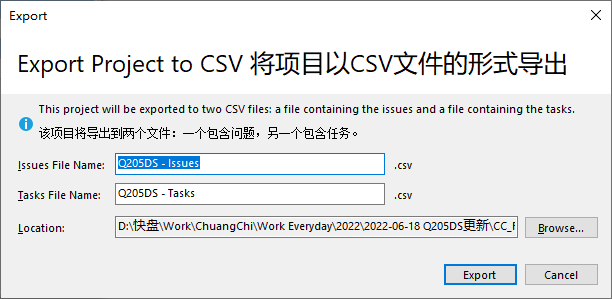 Export
Export Project to CSV 将项目以CSV文件的形式导出
This project will be exported to two CSV files: a file containing the issues and a file containing the tasks.
该项目将导出到两个文件：一个包含问题，另一个包含任务。
Issues File Name: Q205DS - Issues .csv
Tasks File Name: Q205DS - Tasks .csv
Location: D:\快盘\Work\ChuangChi\Work Everyday\2022\2022-06-18 Q205DS更新\CC_ Browse...
Export Cancel